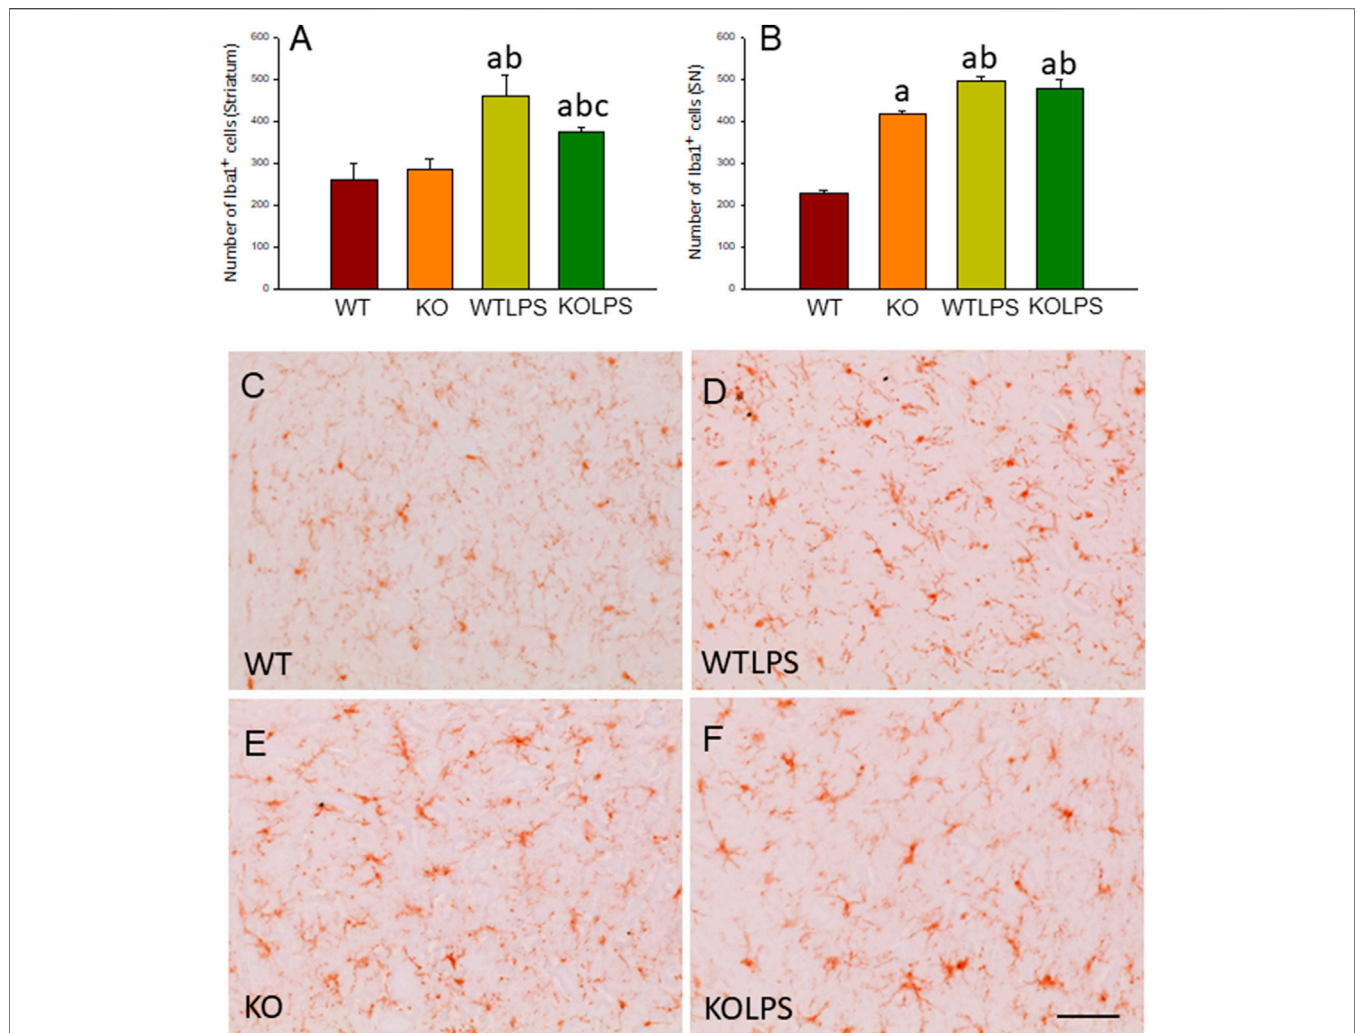 A
Number of Iba1⁺ cells (Striatum)
600
500
400
300
200
100
0
ab
abc
WT KO WTLPS KOLPS
B
Number of Iba1⁺ cells (SN)
600
500
400
300
200
100
0
a
ab
ab
WT KO WTLPS KOLPS
C
WT
D
WTLPS
E
KO
F
KOLPS